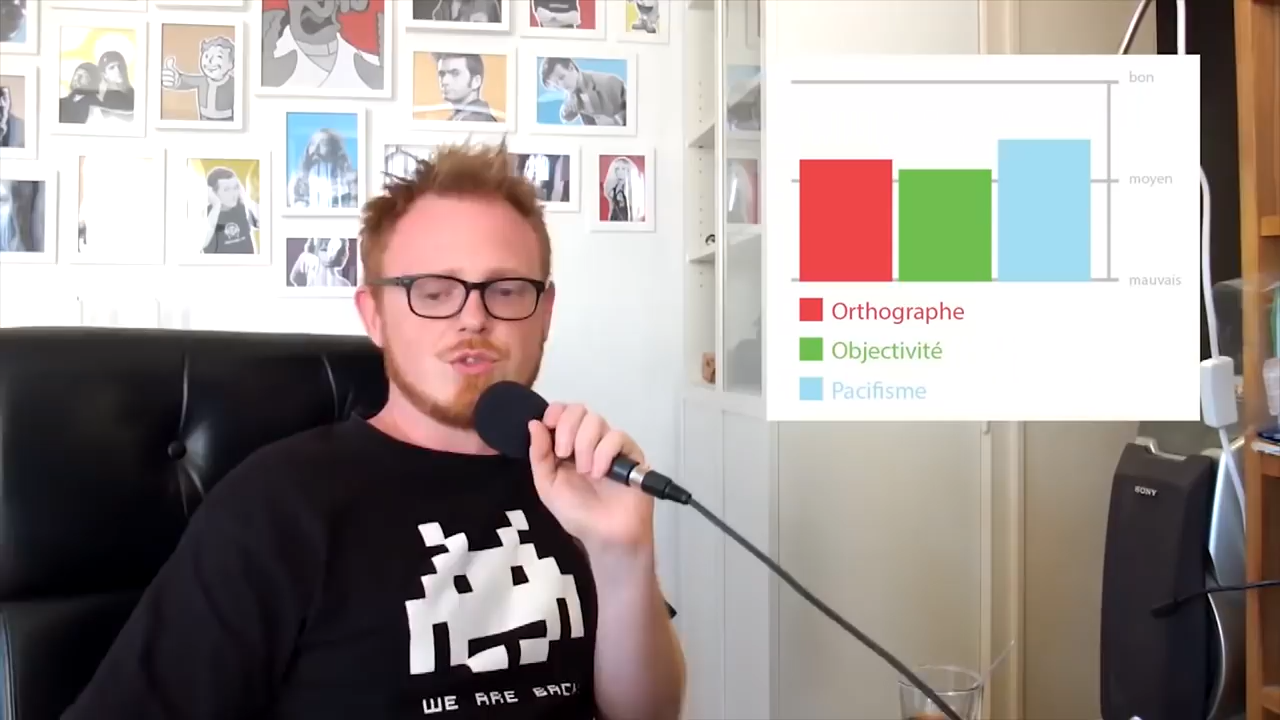 bon
moyen
mauvais
Orthographe
Objectivité
Pacifisme
SONY
WE ARE BACK